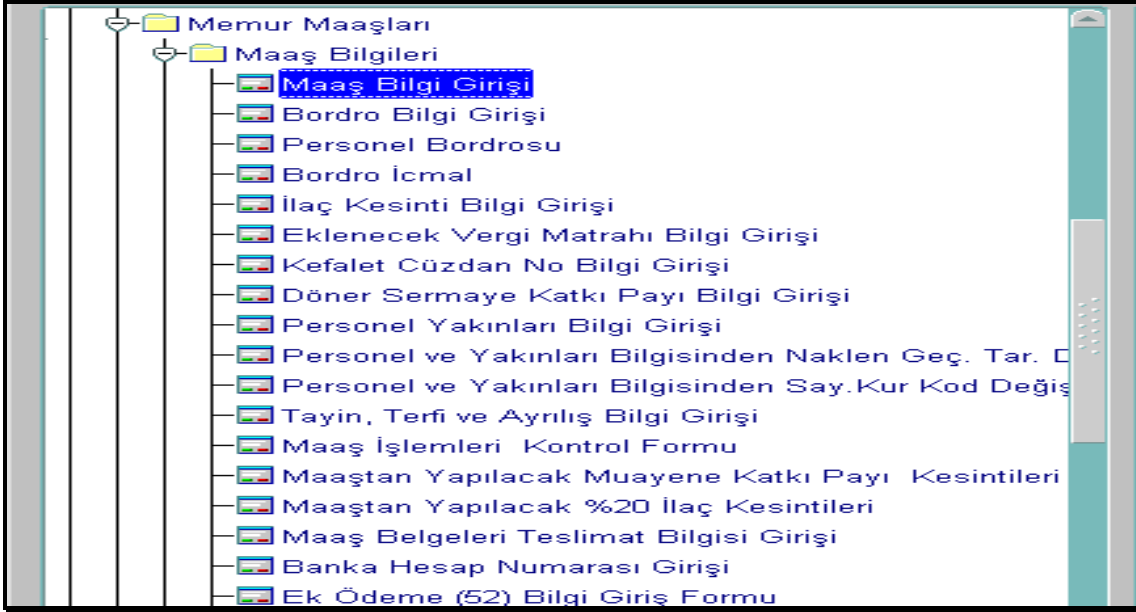 Memur Maaşları
Maaş Bilgileri
Maaş Bilgi Girişi
Bordro Bilgi Girişi
Personel Bordrosu
Bordro İcmal
İlaç Kesinti Bilgi Girişi
Eklenecek Vergi Matrahı Bilgi Girişi
Kefalet Cüzdan No Bilgi Girişi
Döner Sermaye Katkı Payı Bilgi Girişi
Personel Yakınları Bilgi Girişi
Personel ve Yakınları Bilgisinden Naklen Geç. Tar. D
Personel ve Yakınları Bilgisinden Say.Kur Kod Değiş
Tayin, Terfi ve Ayrılış Bilgi Girişi
Maaş İşlemleri Kontrol Formu
Maaştan Yapılacak Muayene Katkı Payı Kesintileri
Maaştan Yapılacak %20 İlaç Kesintileri
Maaş Belgeleri Teslimat Bilgisi Girişi
Banka Hesap Numarası Girişi
Ek Ödeme (52) Bilgi Giriş Formu